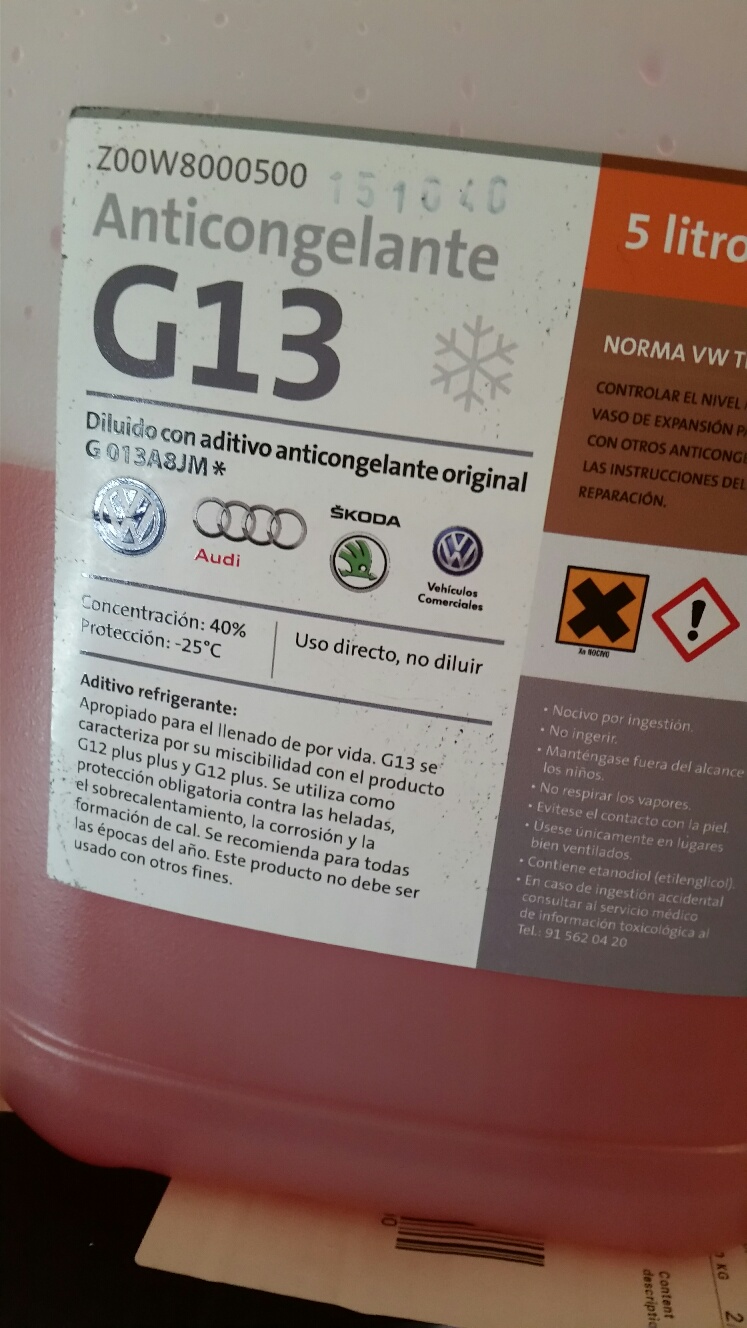 Z00W8000500
151040
Anticongelante
G13
Diluido con aditivo anticongelante original
G 013A8JM*
Audi
ŠKODA
Vehículos
Comerciales
Concentración: 40%
Protección: -25°C
Uso directo, no diluir
Aditivo refrigerante:
Apropiado para el llenado de por vida. G13 se
caracteriza por su miscibilidad con el producto
G12 plus plus y G12 plus. Se utiliza como
protección obligatoria contra las heladas,
el sobrecalentamiento, la corrosión y la
formación de cal. Se recomienda para todas
las épocas del año. Este producto no debe ser
usado con otros fines.
5 litro
NORMA VW T
CONTROLAR EL NIVEL
VASO DE EXPANSIÓN
CON OTROS ANTICONG
LAS INSTRUCCIONES DEL
REPARACIÓN.
Xn NOCIVO
• Nocivo por ingestión.
• No ingerir.
• Manténgase fuera del alcance
los niños.
• No respirar los vapores.
• Evitese el contacto con la piel.
• Úsese únicamente en lugares
bien ventilados.
• Contiene etanodiol (etilenglicol).
• En caso de ingestión accidental
consultar al servicio médico
de información toxicológica al
Tel.: 91 562 04 20
KG
Content
descriptio